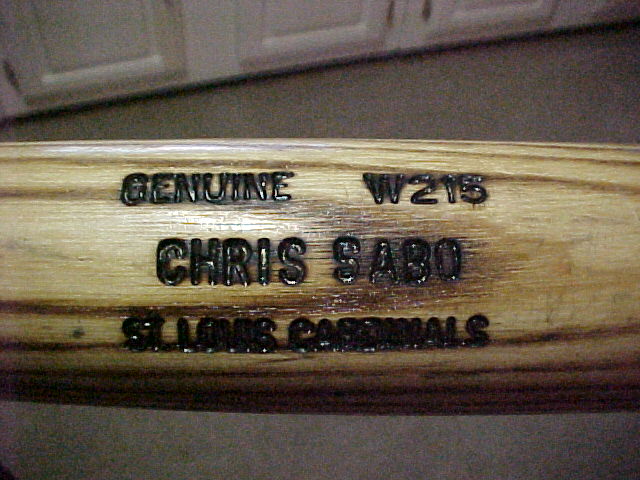 GENUINE W215
CHRIS SABO
ST. LOUIS CARDINALS